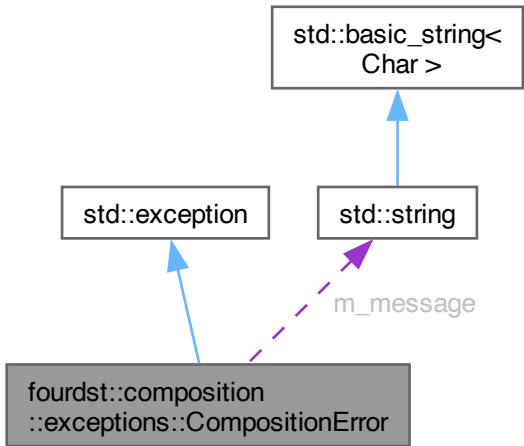 std::basic_string<
Char >
std::exception
std::string
m_message
fourdst::composition
::exceptions::CompositionError